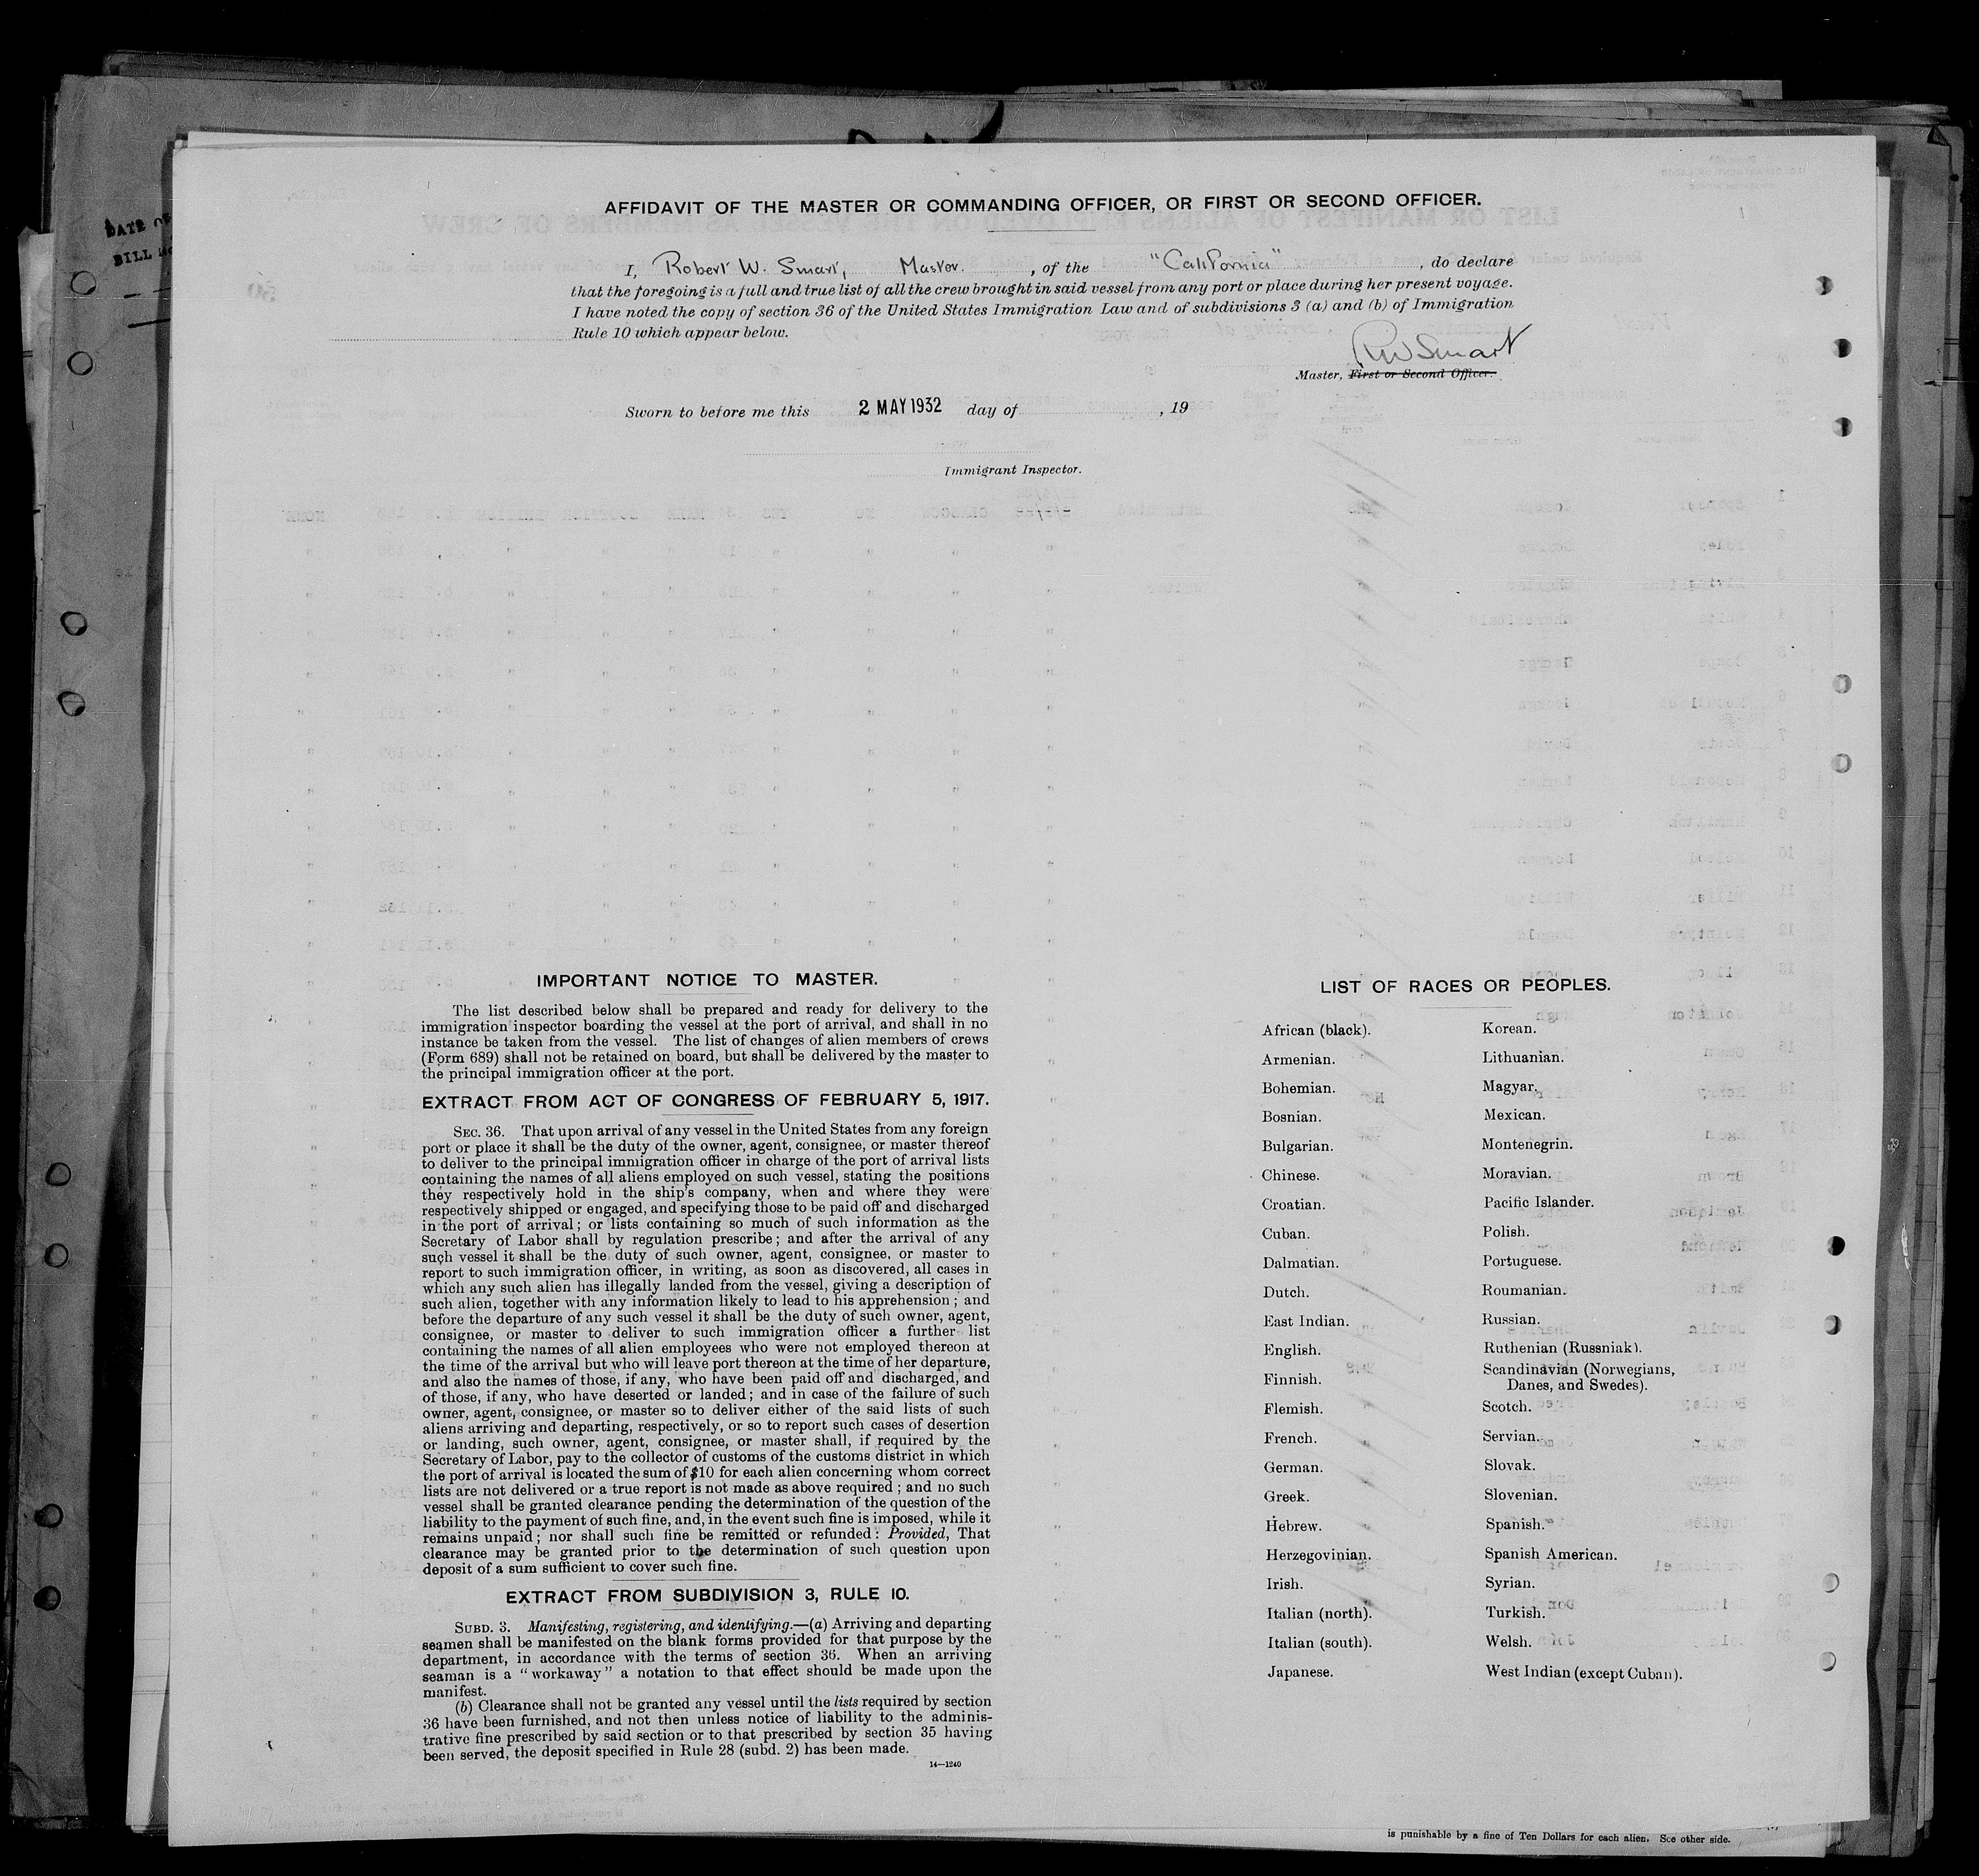 DATE OF
BILL NO
AFFIDAVIT OF THE MASTER OR COMMANDING OFFICER, OR FIRST OR SECOND OFFICER.
I, Robert W. Smart, Master. , of the "California" , do declare
that the foregoing is a full and true list of all the crew brought in said vessel from any port or place during her present voyage.
I have noted the copy of section 36 of the United States Immigration Law and of subdivisions 3 (a) and (b) of Immigration
Rule 10 which appear below.
RW Smart
Master, First or Second Officer.
Sworn to before me this 2 MAY 1932 day of , 19
Immigrant Inspector.
IMPORTANT NOTICE TO MASTER.
The list described below shall be prepared and ready for delivery to the
immigration inspector boarding the vessel at the port of arrival, and shall in no
instance be taken from the vessel. The list of changes of alien members of crews
(Form 689) shall not be retained on board, but shall be delivered by the master to
the principal immigration officer at the port.
EXTRACT FROM ACT OF CONGRESS OF FEBRUARY 5, 1917.
SEC. 36. That upon arrival of any vessel in the United States from any foreign
port or place it shall be the duty of the owner, agent, consignee, or master thereof
to deliver to the principal immigration officer in charge of the port of arrival lists
containing the names of all aliens employed on such vessel, stating the positions
they respectively hold in the ship's company, when and where they were
respectively shipped or engaged, and specifying those to be paid off and discharged
in the port of arrival; or lists containing so much of such information as the
Secretary of Labor shall by regulation prescribe; and after the arrival of any
such vessel it shall be the duty of such owner, agent, consignee, or master to
report to such immigration officer, in writing, as soon as discovered, all cases in
which any such alien has illegally landed from the vessel, giving a description of
such alien, together with any information likely to lead to his apprehension; and
before the departure of any such vessel it shall be the duty of such owner, agent,
consignee, or master to deliver to such immigration officer a further list
containing the names of all alien employees who were not employed thereon at
the time of the arrival but who will leave port thereon at the time of her departure,
and also the names of those, if any, who have been paid off and discharged, and
of those, if any, who have deserted or landed; and in case of the failure of such
owner, agent, consignee, or master so to deliver either of the said lists of such
aliens arriving and departing, respectively, or so to report such cases of desertion
or landing, such owner, agent, consignee, or master shall, if required by the
Secretary of Labor, pay to the collector of customs of the customs district in which
the port of arrival is located the sum of $10 for each alien concerning whom correct
lists are not delivered or a true report is not made as above required; and no such
vessel shall be granted clearance pending the determination of the question of the
liability to the payment of such fine, and, in the event such fine is imposed, while it
remains unpaid; nor shall such fine be remitted or refunded: Provided, That
clearance may be granted prior to the determination of such question upon
deposit of a sum sufficient to cover such fine.
EXTRACT FROM SUBDIVISION 3, RULE 10.
SUBD. 3. Manifesting, registering, and identifying.—(a) Arriving and departing
seamen shall be manifested on the blank forms provided for that purpose by the
department, in accordance with the terms of section 36. When an arriving
seaman is a "workaway" a notation to that effect should be made upon the
manifest.
(b) Clearance shall not be granted any vessel until the lists required by section
36 have been furnished, and not then unless notice of liability to the adminis-
trative fine prescribed by said section or to that prescribed by section 35 having
been served, the deposit specified in Rule 28 (subd. 2) has been made.
14—1240
LIST OF RACES OR PEOPLES.
African (black).
Armenian.
Bohemian.
Bosnian.
Bulgarian.
Chinese.
Croatian.
Cuban.
Dalmatian.
Dutch.
East Indian.
English.
Finnish.
Flemish.
French.
German.
Greek.
Hebrew.
Herzegovinian.
Irish.
Italian (north).
Italian (south).
Japanese.
Korean.
Lithuanian.
Magyar.
Mexican.
Montenegrin.
Moravian.
Pacific Islander.
Polish.
Portuguese.
Roumanian.
Russian.
Ruthenian (Russniak).
Scandinavian (Norwegians,
Danes, and Swedes).
Scotch.
Servian.
Slovak.
Slovenian.
Spanish.
Spanish American.
Syrian.
Turkish.
Welsh.
West Indian (except Cuban).
is punishable by a fine of Ten Dollars for each alien. See other side.